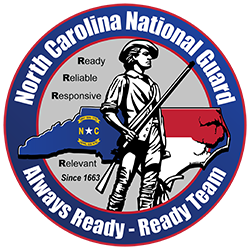 North Carolina National Guard
Ready
Reliable
Responsive
N C
Relevant
Since 1663
Always Ready - Ready Team